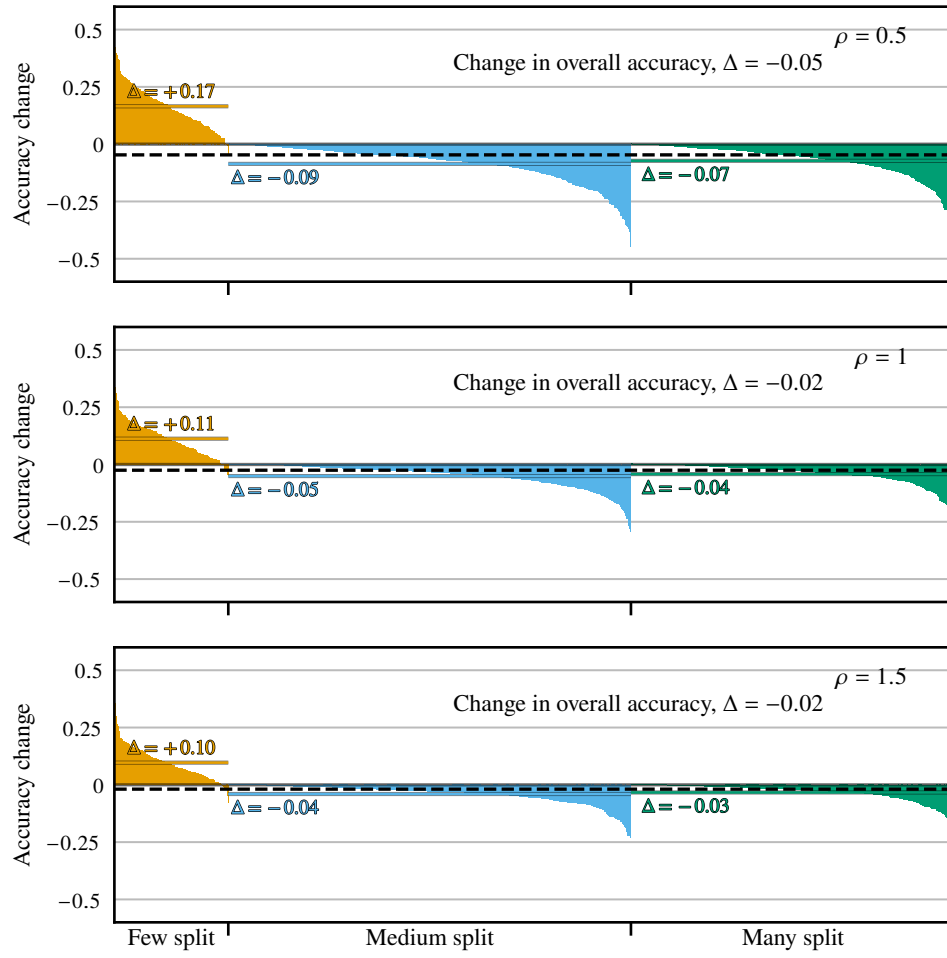 0.5
ρ = 0.5
Change in overall accuracy, Δ = −0.05
0.25
Δ = +0.17
Accuracy change
0
Δ = −0.09
Δ = −0.07
−0.25
−0.5
0.5
ρ = 1
Change in overall accuracy, Δ = −0.02
0.25
Δ = +0.11
Accuracy change
0
Δ = −0.05
Δ = −0.04
−0.25
−0.5
0.5
ρ = 1.5
Change in overall accuracy, Δ = −0.02
0.25
Δ = +0.10
Accuracy change
0
Δ = −0.04
Δ = −0.03
−0.25
−0.5
Few split
Medium split
Many split